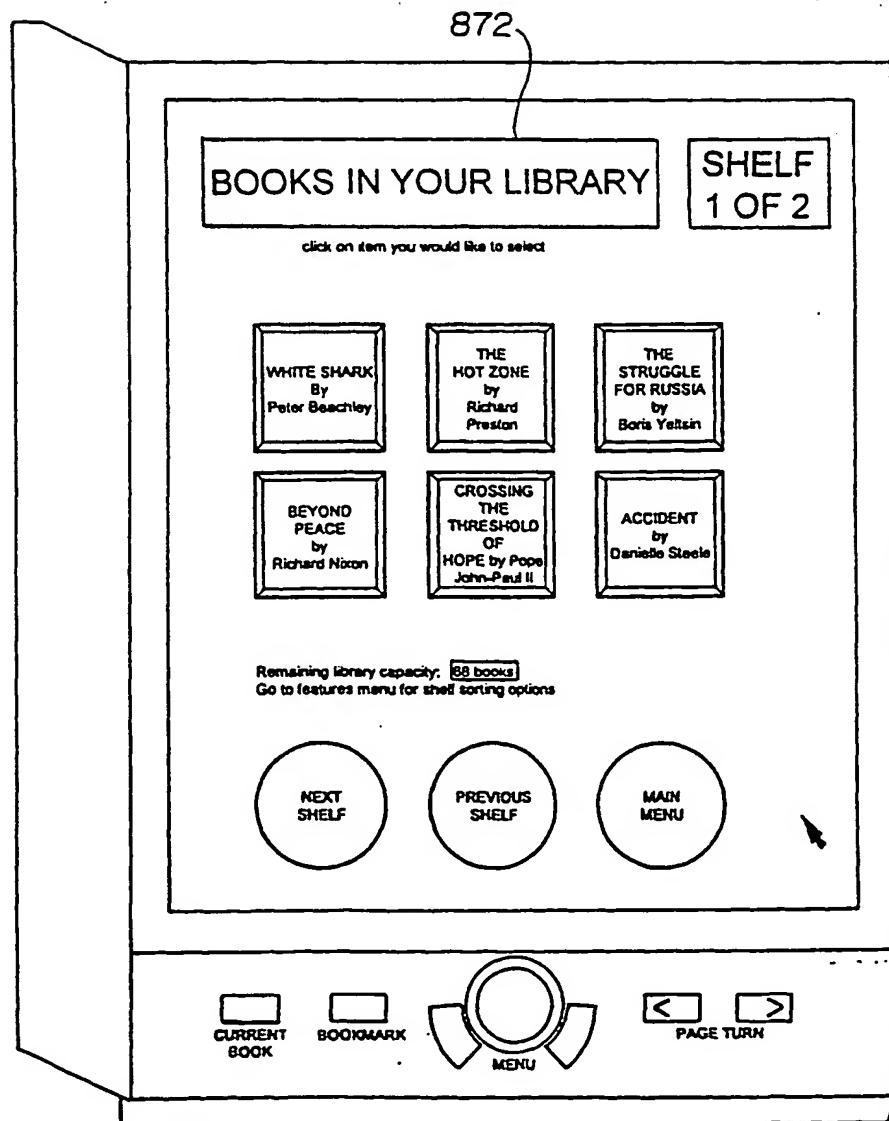 872
BOOKS IN YOUR LIBRARY
SHELF
1 OF 2
click on item you would like to select
WHITE SHARK
By
Peter Beachley
THE
HOT ZONE
by
Richard
Preston
THE
STRUGGLE
FOR RUSSIA
by
Boris Yeltsin
BEYOND
PEACE
by
Richard Nixon
CROSSING
THE
THRESHOLD
OF
HOPE by Pope
John-Paul II
ACCIDENT
by
Danielle Steele
Remaining library capacity: 68 books
Go to features menu for shelf sorting options
NEXT
SHELF
PREVIOUS
SHELF
MAIN
MENU
CURRENT
BOOK
BOOKMARK
MENU
< >
PAGE TURN